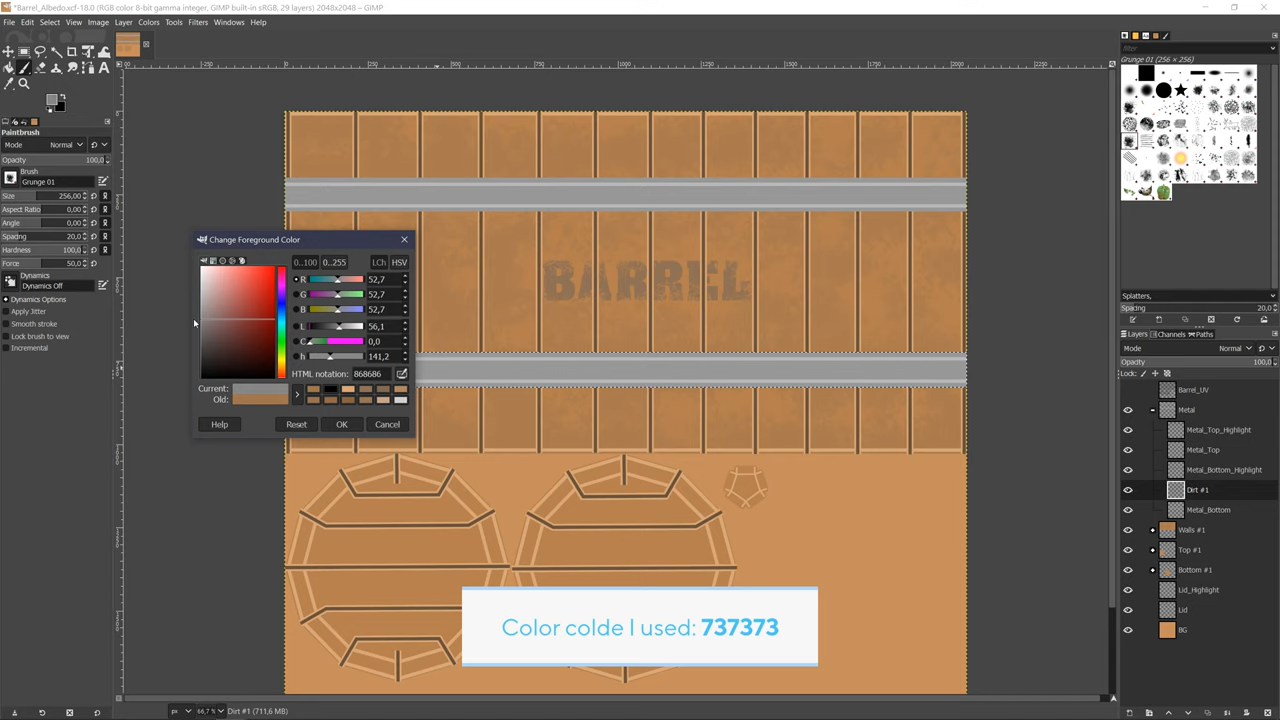 *Barrel_Albedo.xcf-18.0 (RGB color 8-bit gamma integer, GIMP built-in sRGB, 29 layers) 2048x2048 – GIMP
File Edit Select View Image Layer Colors Tools Filters Windows Help
Paintbrush
Mode Normal
Opacity 100,0
Brush
Grunge 01
Size 256,00
Aspect Ratio 0,00
Angle 0,00
Spacing 20,0
Hardness 100,0
Force 50,0
Dynamics
Dynamics Off
Dynamics Options
Apply Jitter
Smooth stroke
Lock brush to view
Incremental
BARREL
Change Foreground Color
0..100 0..255 LCh HSV
R 52,7
G 52,7
B 52,7
L 56,1
C 0,0
h 141,2
HTML notation: 868686
Current:
Old:
Help Reset OK Cancel
Color colde I used: 737373
px 66,7 % Dirt #1 (711,6 MB)
filter
Grunge 01 (256 × 256)
Splatters,
Spacing 20,0
Layers Channels Paths
Mode Normal
Opacity 100,0
Lock:
Barrel_UV
Metal
Metal_Top_Highlight
Metal_Top
Metal_Bottom_Highlight
Dirt #1
Metal_Bottom
Walls #1
Top #1
Bottom #1
Lid_Highlight
Lid
BG